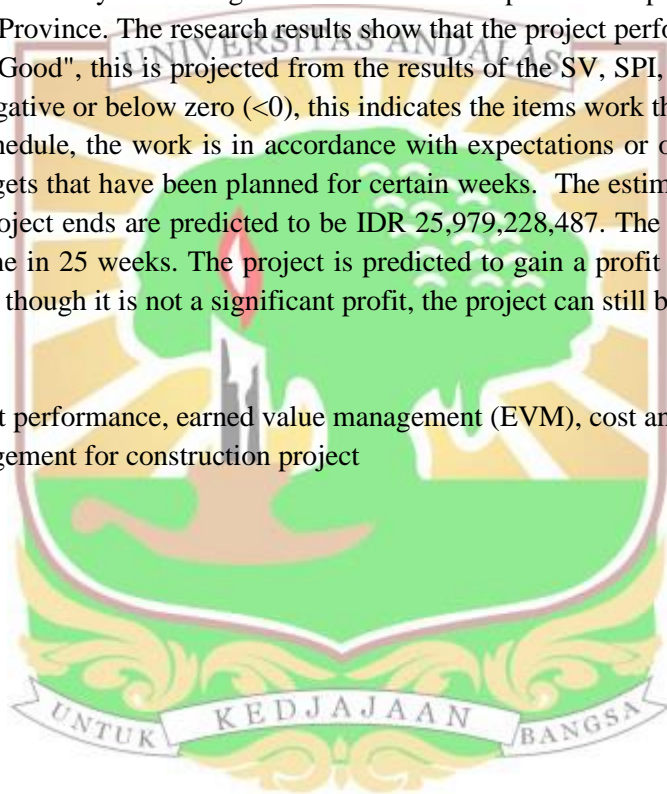 Province. The research results show that the project perfo
Good", this is projected from the results of the SV, SPI,
gative or below zero (<0), this indicates the items work th
hedule, the work is in accordance with expectations or o
gets that have been planned for certain weeks. The estim
oject ends are predicted to be IDR 25,979,228,487. The
ne in 25 weeks. The project is predicted to gain a profit
though it is not a significant profit, the project can still b
t performance, earned value management (EVM), cost an
gement for construction project
UNIVERSITAS ANDALAS
UNTUK KEDJAJAAN BANGSA